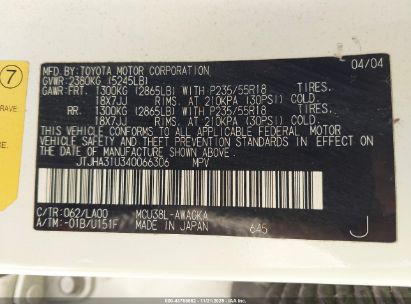 7
RAVE.
MFD. BY: TOYOTA MOTOR CORPORATION 04/04
GVWR: 2380KG (5245LB)
GAWR: FRT. 1300KG (2865LB) WITH P235/55R18 TIRES.
18X7JJ RIMS. AT 210KPA (30PSI) COLD.
RR. 1300KG (2865LB) WITH P235/55R18 TIRES.
18X7JJ RIMS. AT 210KPA (30PSI) COLD.
THIS VEHICLE CONFORMS TO ALL APPLICABLE FEDERAL MOTOR
VEHICLE SAFETY AND BUMPER STANDARDS IN EFFECT ON THE
DATE OF MANUFACTURE SHOWN ABOVE.
JTJHA31U340066306 MPV
C/TR:062/LA00 MCU38L-AWAGKA
A/TM:-01B/U151F MADE IN JAPAN 645 J